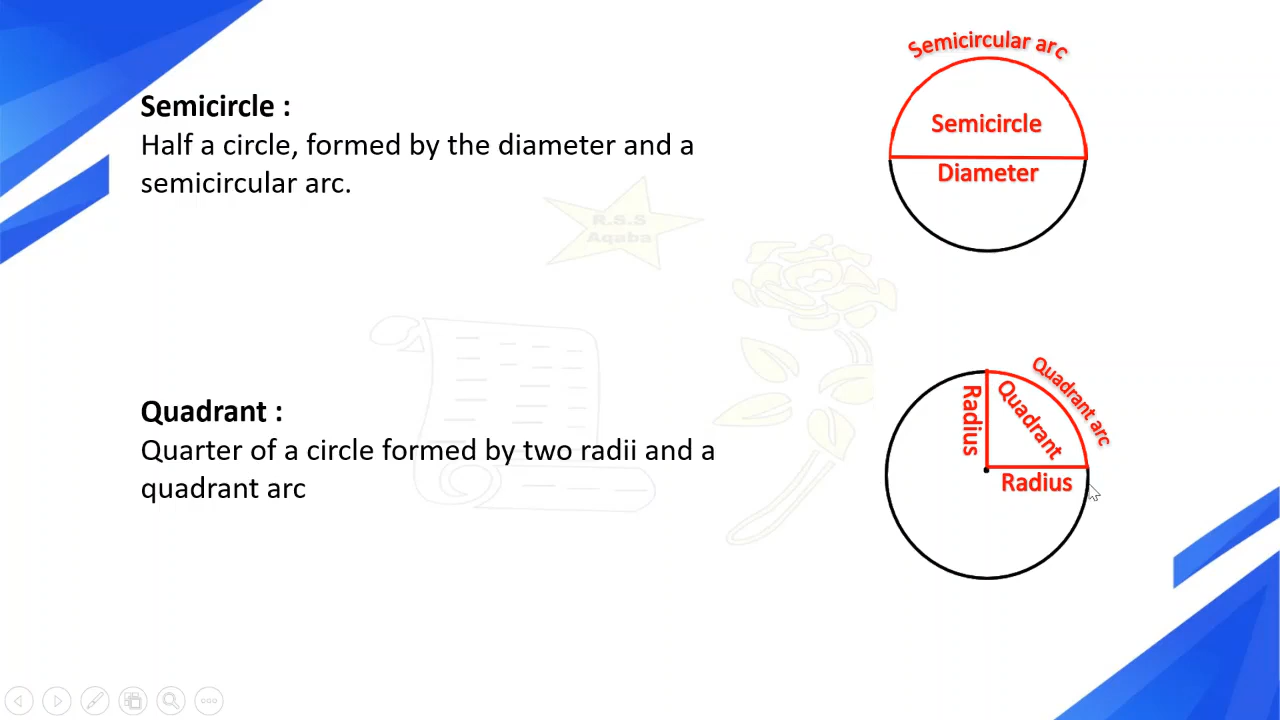 Semicircular arc
Semicircle :
Half a circle, formed by the diameter and a
semicircular arc.
Semicircle
Diameter
R.S.S
Aqaba
Quadrant :
Quarter of a circle formed by two radii and a
quadrant arc
Quadrant arc
Quadrant
Radius
Radius